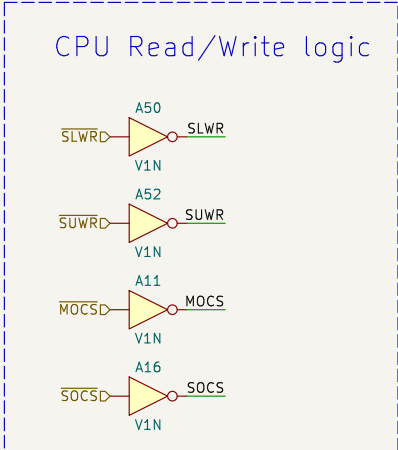 CPU Read/Write logic
A50
SLWR SLWR
V1N
A52
SUWR SUWR
V1N
A11
MOCS MOCS
V1N
A16
SOCS SOCS
V1N